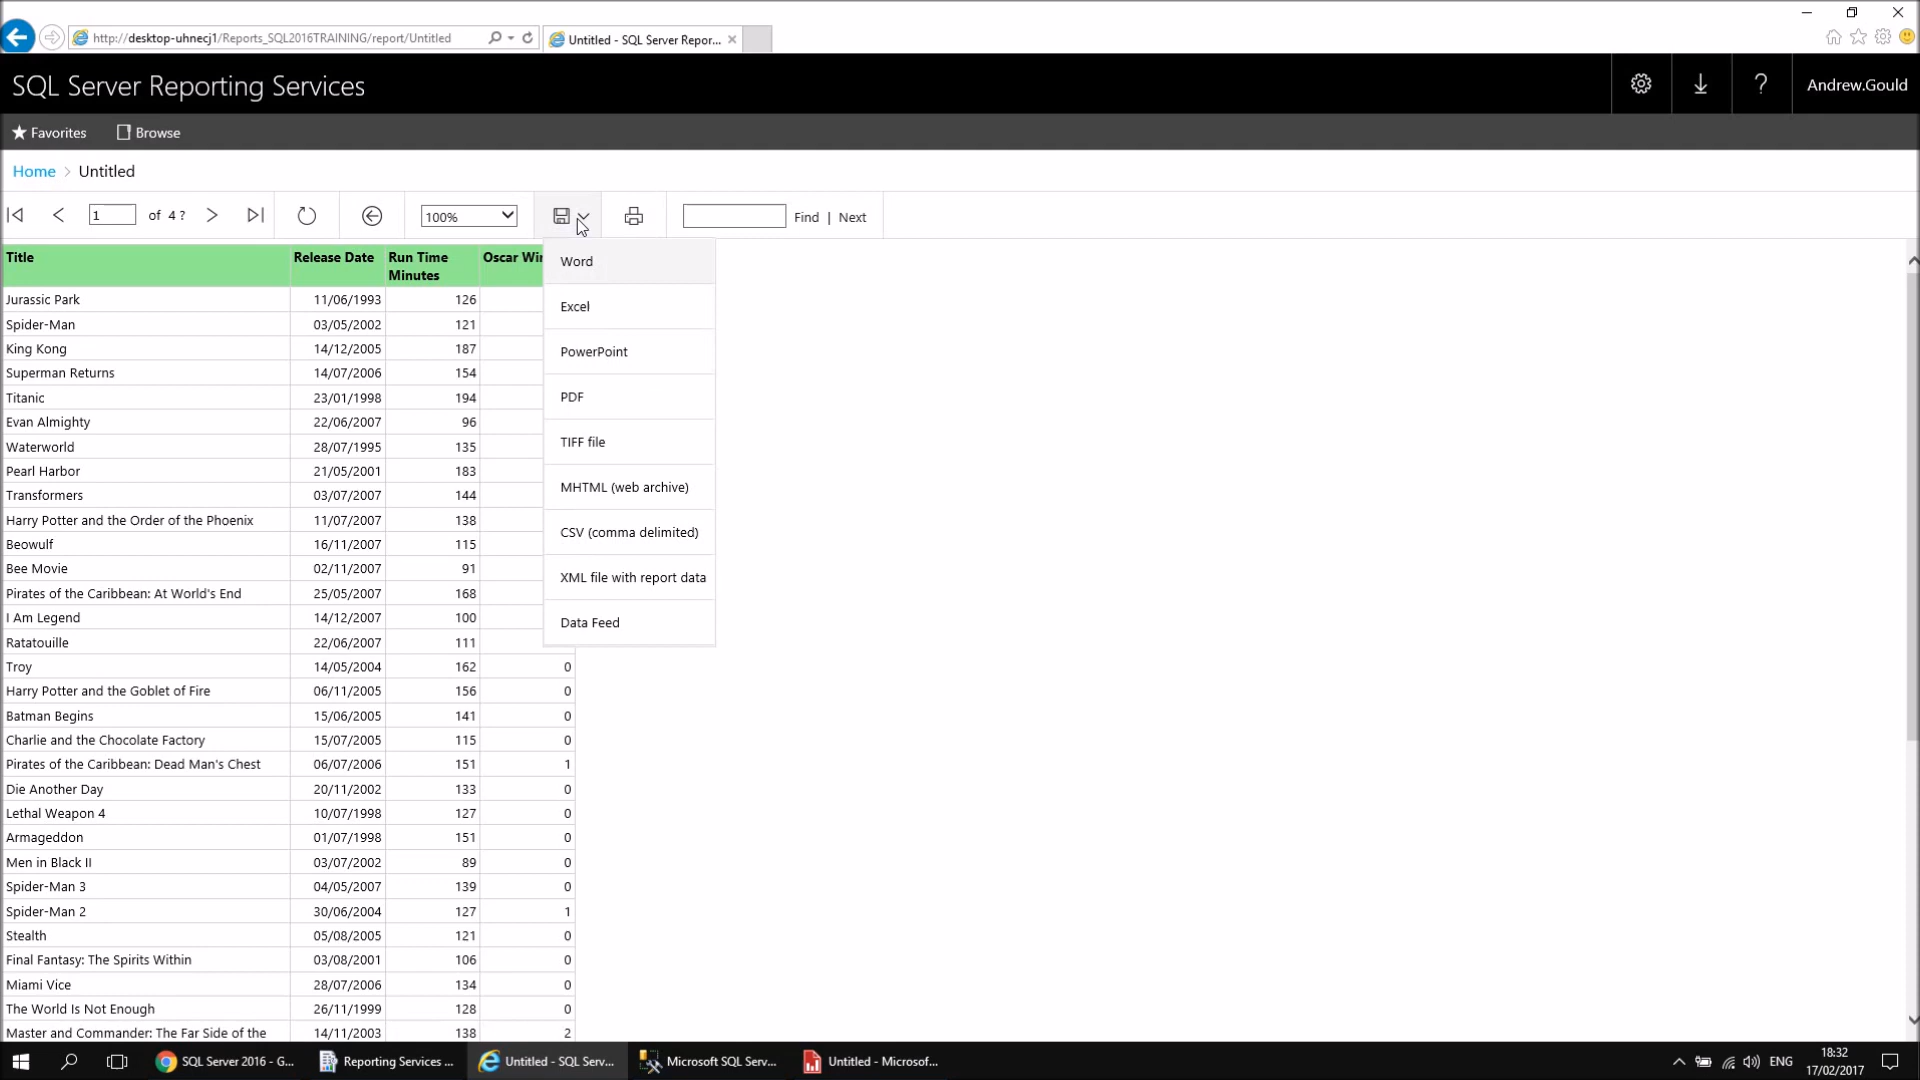 http://desktop-uhnecj1/Reports_SQL2016TRAINING/report/Untitled
Untitled - SQL Server Repor...
SQL Server Reporting Services
Andrew.Gould
Favorites
Browse
Home > Untitled
1 of 4 ?
100%
Find | Next
Title Release Date Run Time Minutes Oscar Win
Jurassic Park 11/06/1993 126
Spider-Man 03/05/2002 121
King Kong 14/12/2005 187
Superman Returns 14/07/2006 154
Titanic 23/01/1998 194
Evan Almighty 22/06/2007 96
Waterworld 28/07/1995 135
Pearl Harbor 21/05/2001 183
Transformers 03/07/2007 144
Harry Potter and the Order of the Phoenix 11/07/2007 138
Beowulf 16/11/2007 115
Bee Movie 02/11/2007 91
Pirates of the Caribbean: At World's End 25/05/2007 168
I Am Legend 14/12/2007 100
Ratatouille 22/06/2007 111
Troy 14/05/2004 162 0
Harry Potter and the Goblet of Fire 06/11/2005 156 0
Batman Begins 15/06/2005 141 0
Charlie and the Chocolate Factory 15/07/2005 115 0
Pirates of the Caribbean: Dead Man's Chest 06/07/2006 151 1
Die Another Day 20/11/2002 133 0
Lethal Weapon 4 10/07/1998 127 0
Armageddon 01/07/1998 151 0
Men in Black II 03/07/2002 89 0
Spider-Man 3 04/05/2007 139 0
Spider-Man 2 30/06/2004 127 1
Stealth 05/08/2005 121 0
Final Fantasy: The Spirits Within 03/08/2001 106 0
Miami Vice 28/07/2006 134 0
The World Is Not Enough 26/11/1999 128 0
Master and Commander: The Far Side of the 14/11/2003 138 2
Word
Excel
PowerPoint
PDF
TIFF file
MHTML (web archive)
CSV (comma delimited)
XML file with report data
Data Feed
SQL Server 2016 - G...
Reporting Services ...
Untitled - SQL Serv...
Microsoft SQL Serv...
Untitled - Microsof...
ENG
18:32
17/02/2017